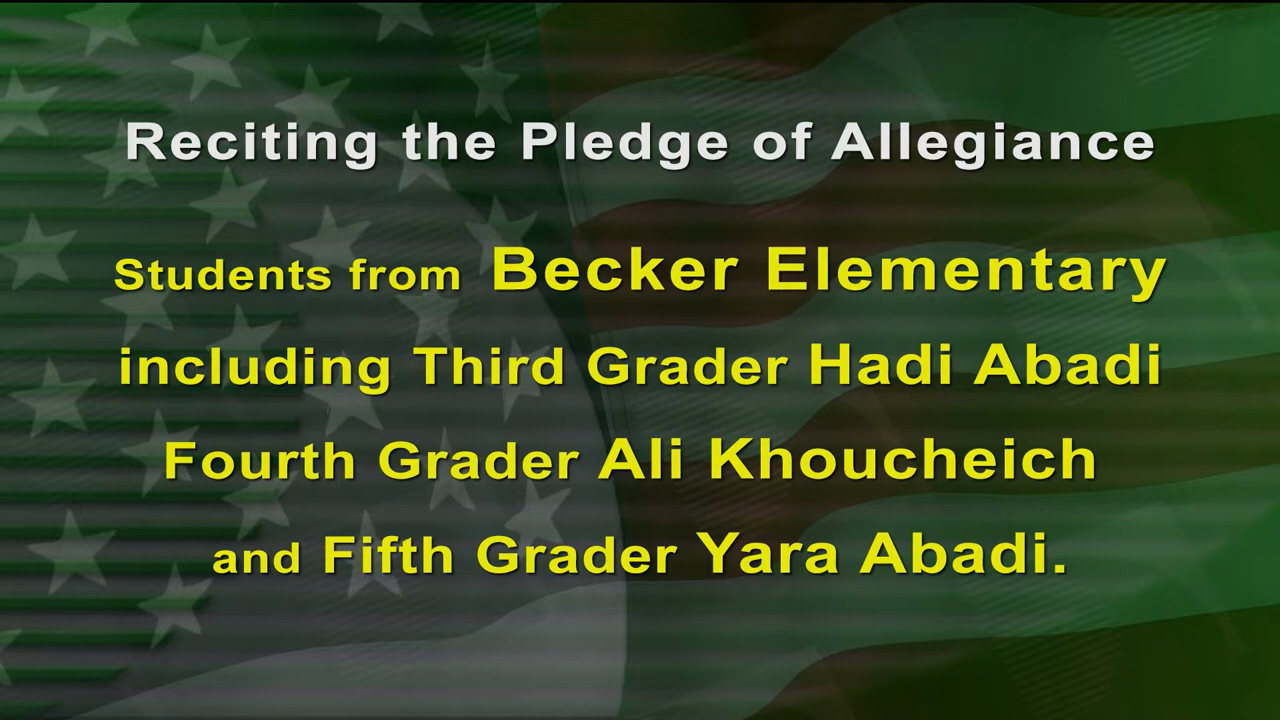 Reciting the Pledge of Allegiance
Students from Becker Elementary
including Third Grader Hadi Abadi
Fourth Grader Ali Khoucheich
and Fifth Grader Yara Abadi.